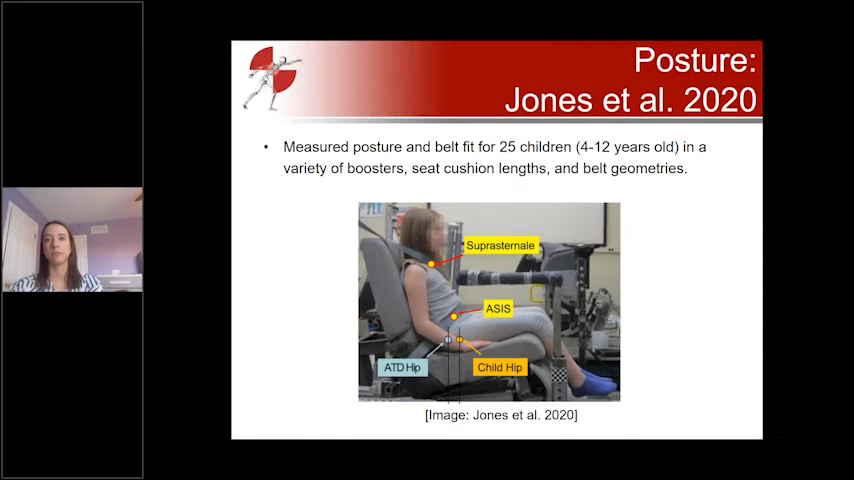 Posture:
Jones et al. 2020
• Measured posture and belt fit for 25 children (4-12 years old) in a
variety of boosters, seat cushion lengths, and belt geometries.
Suprasternale
ASIS
ATD Hip
Child Hip
[Image: Jones et al. 2020]